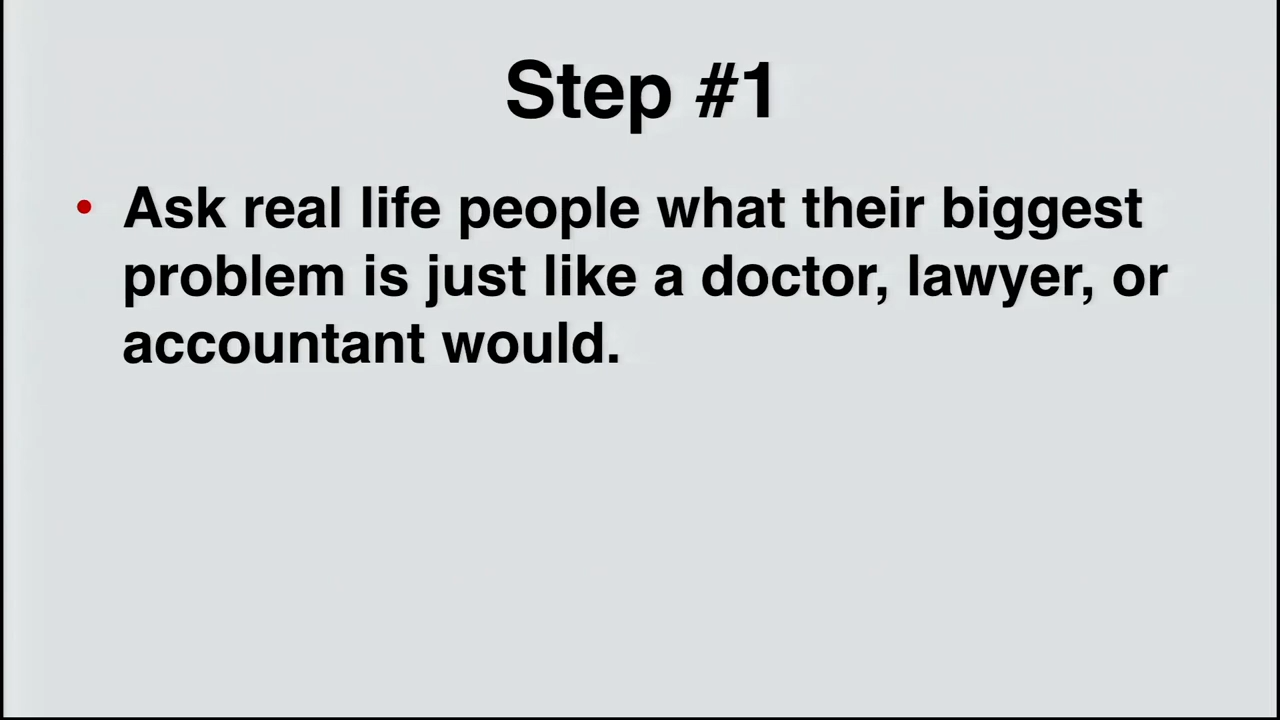 Step #1
• Ask real life people what their biggest
problem is just like a doctor, lawyer, or
accountant would.